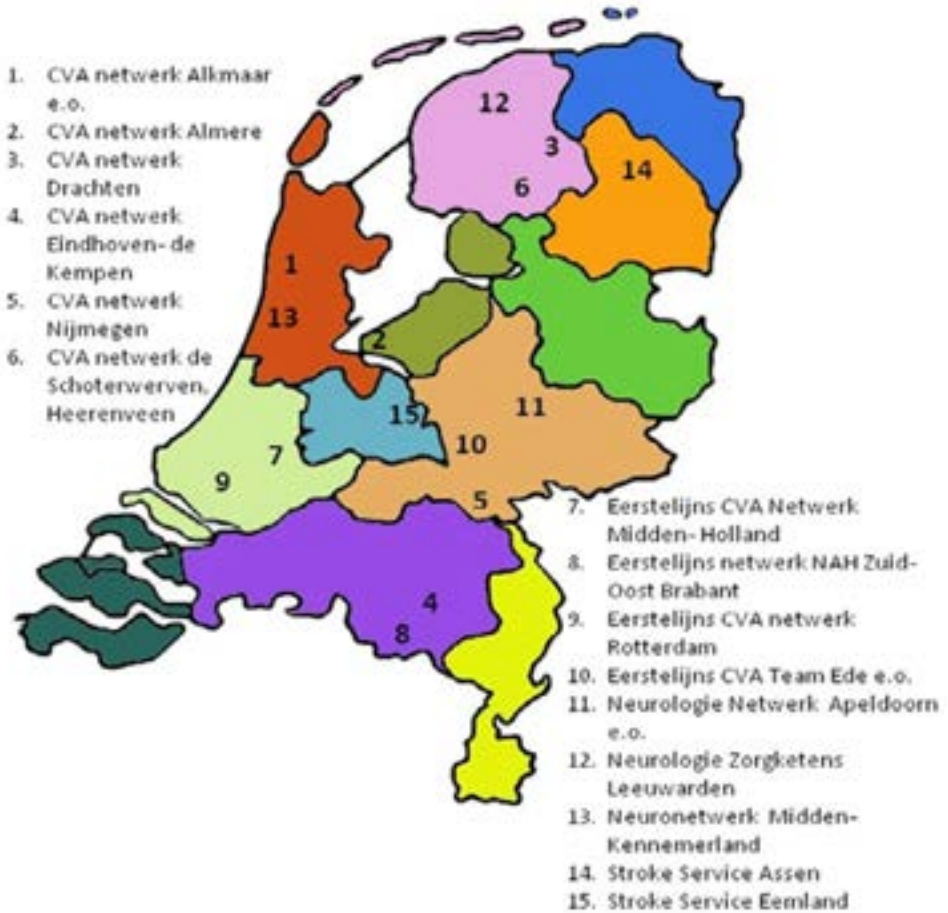 1. CVA netwerk Alkmaar
e.o.
2. CVA netwerk Almere
3. CVA netwerk
Drachten
4. CVA netwerk
Eindhoven- de
Kempen
5. CVA netwerk
Nijmegen
6. CVA netwerk de
Schoterwerven,
Heerenveen
12
3
6
14
1
13
2
15
11
10
7
9
5
4
8
7. Eerstelijns CVA Netwerk
Midden- Holland
8. Eerstelijns netwerk NAH Zuid-
Oost Brabant
9. Eerstelijns CVA netwerk
Rotterdam
10. Eerstelijns CVA Team Ede e.o.
11. Neurologie Netwerk Apeldoorn
e.o.
12. Neurologie Zorgketens
Leeuwarden
13. Neuronetwerk Midden-
Kennemerland
14. Stroke Service Assen
15. Stroke Service Eemland